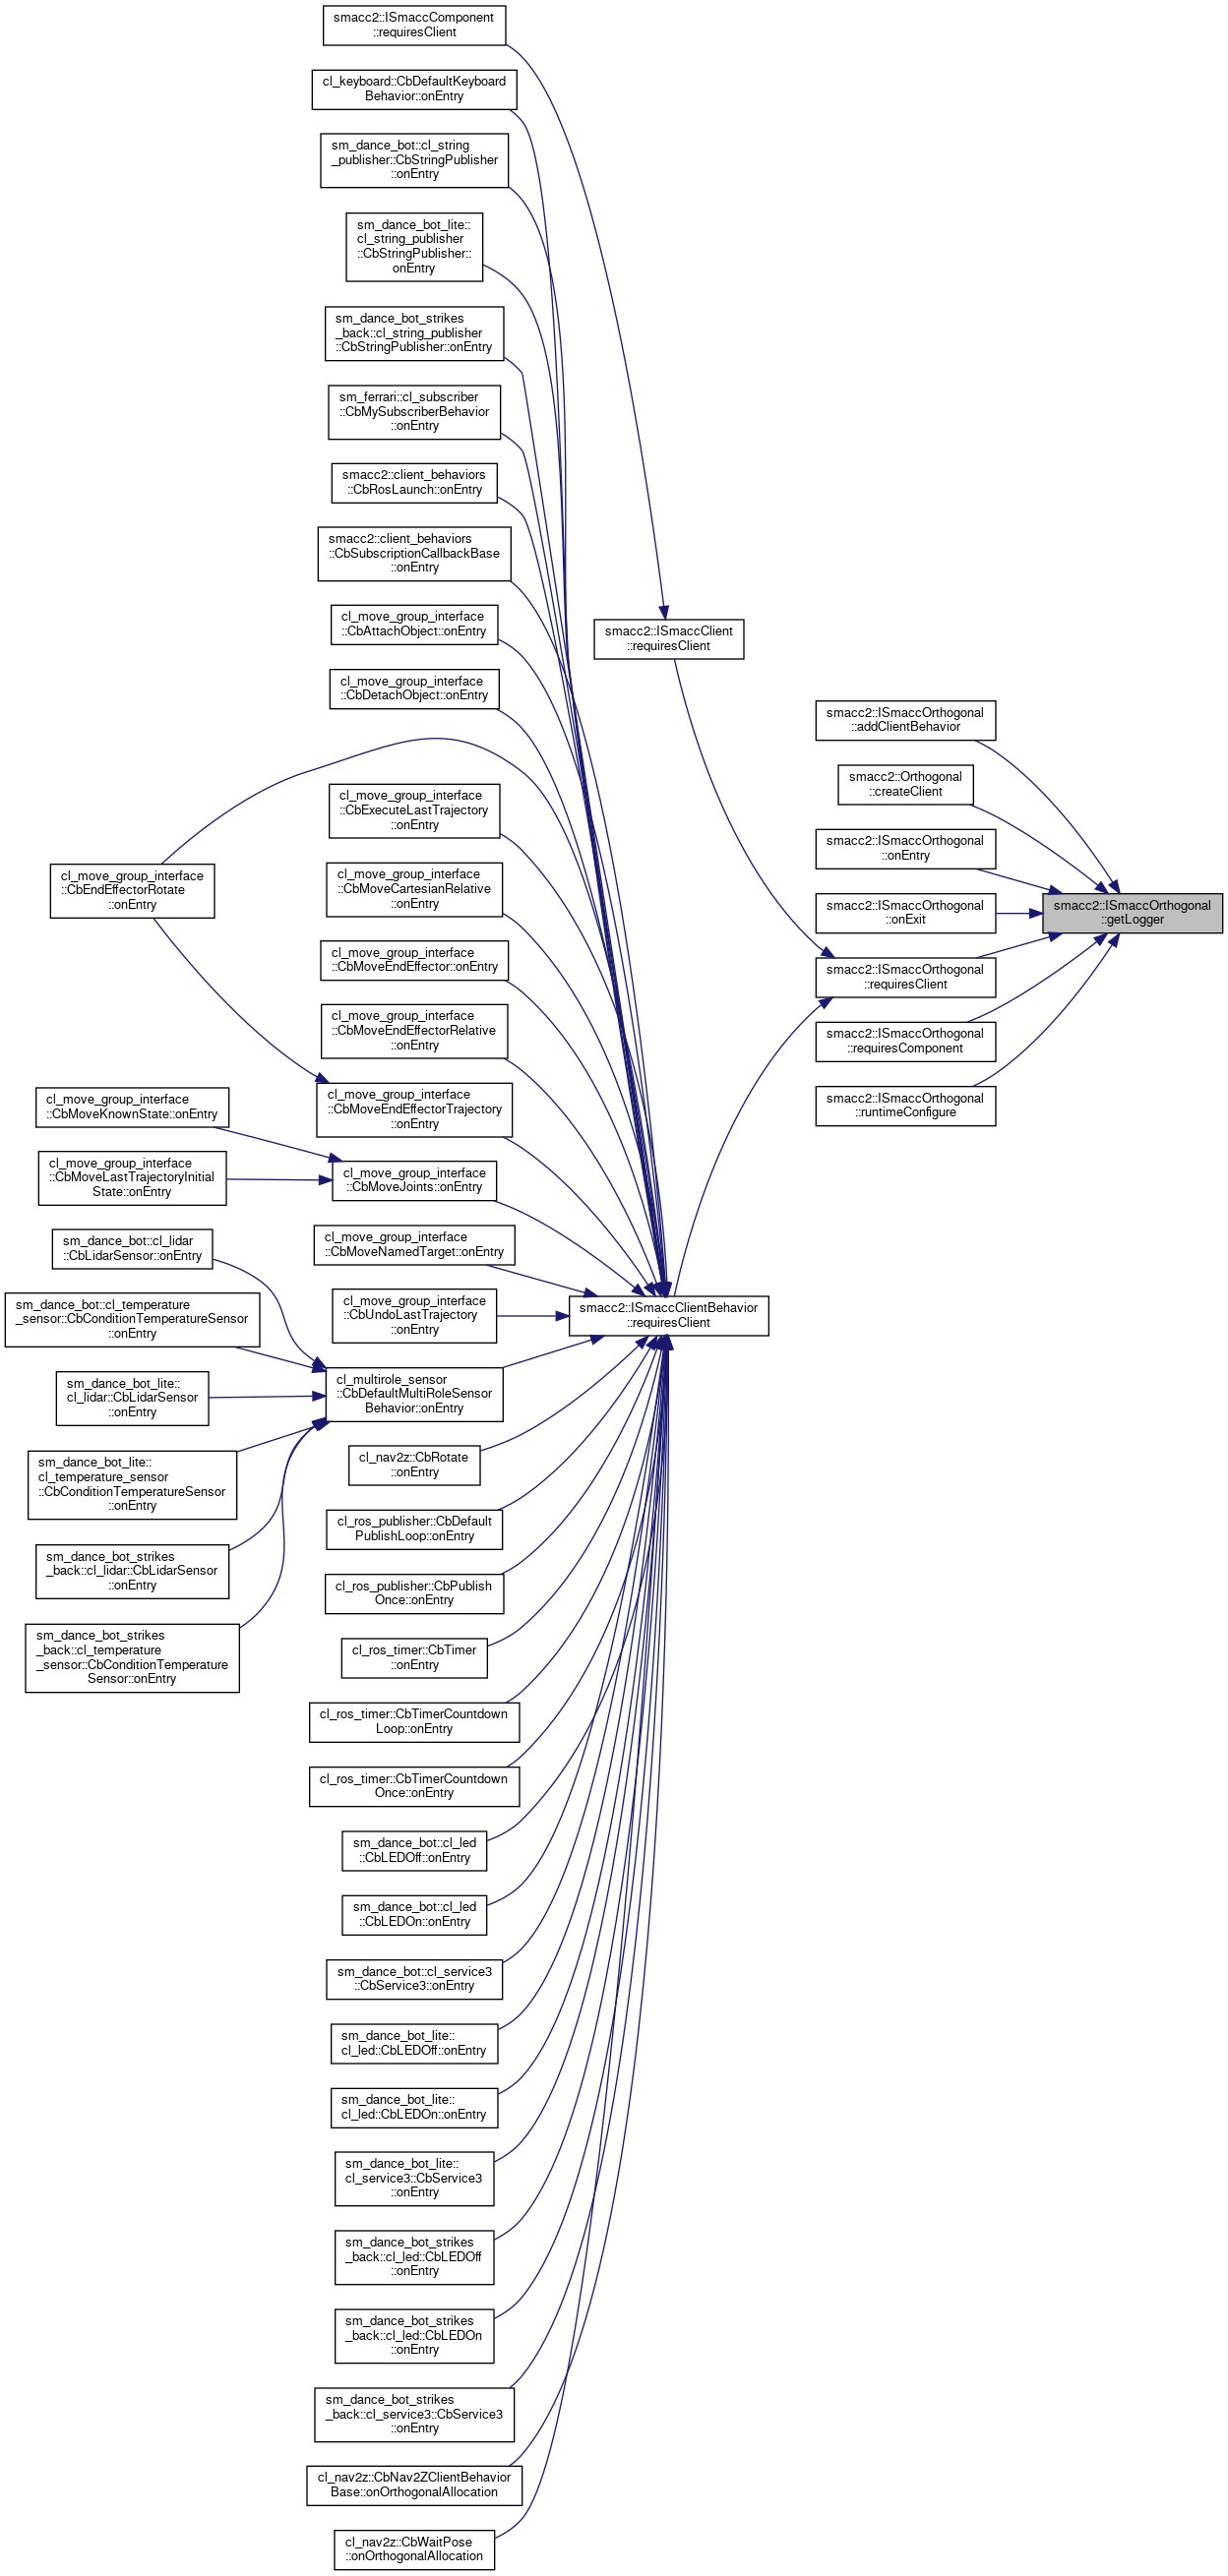 smacc2::ISmaccComponent
::requiresClient
cl_keyboard::CbDefaultKeyboard
Behavior::onEntry
sm_dance_bot::cl_string
_publisher::CbStringPublisher
::onEntry
sm_dance_bot_lite::
cl_string_publisher
::CbStringPublisher::
onEntry
sm_dance_bot_strikes
_back::cl_string_publisher
::CbStringPublisher::onEntry
sm_ferrari::cl_subscriber
::CbMySubscriberBehavior
::onEntry
smacc2::client_behaviors
::CbRosLaunch::onEntry
smacc2::client_behaviors
::CbSubscriptionCallbackBase
::onEntry
cl_move_group_interface
::CbAttachObject::onEntry
smacc2::ISmaccClient
::requiresClient
cl_move_group_interface
::CbDetachObject::onEntry
smacc2::ISmaccOrthogonal
::addClientBehavior
smacc2::Orthogonal
::createClient
cl_move_group_interface
::CbExecuteLastTrajectory
::onEntry
smacc2::ISmaccOrthogonal
::onEntry
cl_move_group_interface
::CbEndEffectorRotate
::onEntry
cl_move_group_interface
::CbMoveCartesianRelative
::onEntry
smacc2::ISmaccOrthogonal
::onExit
smacc2::ISmaccOrthogonal
::getLogger
cl_move_group_interface
::CbMoveEndEffector::onEntry
smacc2::ISmaccOrthogonal
::requiresClient
cl_move_group_interface
::CbMoveEndEffectorRelative
::onEntry
smacc2::ISmaccOrthogonal
::requiresComponent
cl_move_group_interface
::CbMoveEndEffectorTrajectory
::onEntry
smacc2::ISmaccOrthogonal
::runtimeConfigure
cl_move_group_interface
::CbMoveKnownState::onEntry
cl_move_group_interface
::CbMoveLastTrajectoryInitial
State::onEntry
cl_move_group_interface
::CbMoveJoints::onEntry
sm_dance_bot::cl_lidar
::CbLidarSensor::onEntry
cl_move_group_interface
::CbMoveNamedTarget::onEntry
sm_dance_bot::cl_temperature
_sensor::CbConditionTemperatureSensor
::onEntry
cl_move_group_interface
::CbUndoLastTrajectory
::onEntry
smacc2::ISmaccClientBehavior
::requiresClient
sm_dance_bot_lite::
cl_lidar::CbLidarSensor
::onEntry
cl_multirole_sensor
::CbDefaultMultiRoleSensor
Behavior::onEntry
sm_dance_bot_lite::
cl_temperature_sensor
::CbConditionTemperatureSensor
::onEntry
cl_nav2z::CbRotate
::onEntry
cl_ros_publisher::CbDefault
PublishLoop::onEntry
sm_dance_bot_strikes
_back::cl_lidar::CbLidarSensor
::onEntry
cl_ros_publisher::CbPublish
Once::onEntry
sm_dance_bot_strikes
_back::cl_temperature
_sensor::CbConditionTemperature
Sensor::onEntry
cl_ros_timer::CbTimer
::onEntry
cl_ros_timer::CbTimerCountdown
Loop::onEntry
cl_ros_timer::CbTimerCountdown
Once::onEntry
sm_dance_bot::cl_led
::CbLEDOff::onEntry
sm_dance_bot::cl_led
::CbLEDOn::onEntry
sm_dance_bot::cl_service3
::CbService3::onEntry
sm_dance_bot_lite::
cl_led::CbLEDOff::onEntry
sm_dance_bot_lite::
cl_led::CbLEDOn::onEntry
sm_dance_bot_lite::
cl_service3::CbService3
::onEntry
sm_dance_bot_strikes
_back::cl_led::CbLEDOff
::onEntry
sm_dance_bot_strikes
_back::cl_led::CbLEDOn
::onEntry
sm_dance_bot_strikes
_back::cl_service3::CbService3
::onEntry
cl_nav2z::CbNav2ZClientBehavior
Base::onOrthogonalAllocation
cl_nav2z::CbWaitPose
::onOrthogonalAllocation